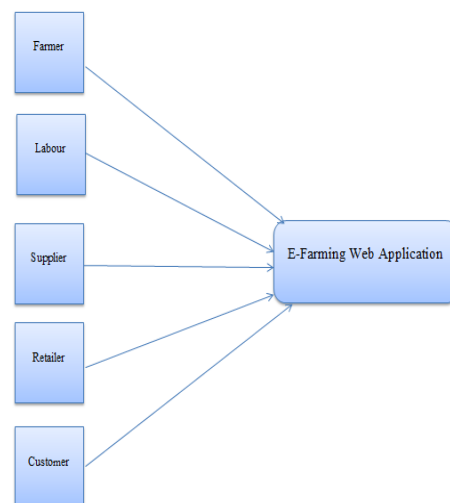 Farmer
Labour
Supplier
E-Farming Web Application
Retailer
Customer